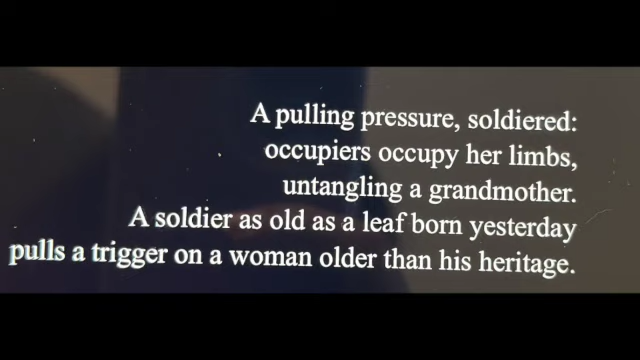 A pulling pressure, soldiered:
occupiers occupy her limbs,
untangling a grandmother.
A soldier as old as a leaf born yesterday
pulls a trigger on a woman older than his heritage.